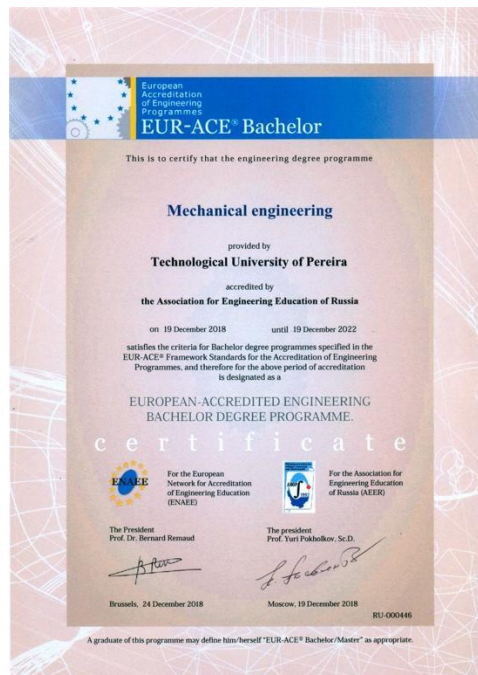 European
Accreditation
of Engineering
Programmes
EUR-ACE® Bachelor
This is to certify that the engineering degree programme
Mechanical engineering
provided by
Technological University of Pereira
accredited by
the Association for Engineering Education of Russia
on 19 December 2018 until 19 December 2022
satisfies the criteria for Bachelor degree programmes specified in the
EUR-ACE® Framework Standards for the Accreditation of Engineering
Programmes, and therefore for the above period of accreditation
is designated as a
EUROPEAN-ACCREDITED ENGINEERING
BACHELOR DEGREE PROGRAMME.
certificate
ENAEE
For the European
Network for Accreditation
of Engineering Education
(ENAEE)
For the Association for
Engineering Education
of Russia (AEER)
The President
Prof. Dr. Bernard Remaud
The president
Prof. Yuri Pokholkov, Sc.D.
Brussels, 24 December 2018
Moscow, 19 December 2018
RU-000446
A graduate of this programme may define him/herself "EUR-ACE® Bachelor/Master" as appropriate.